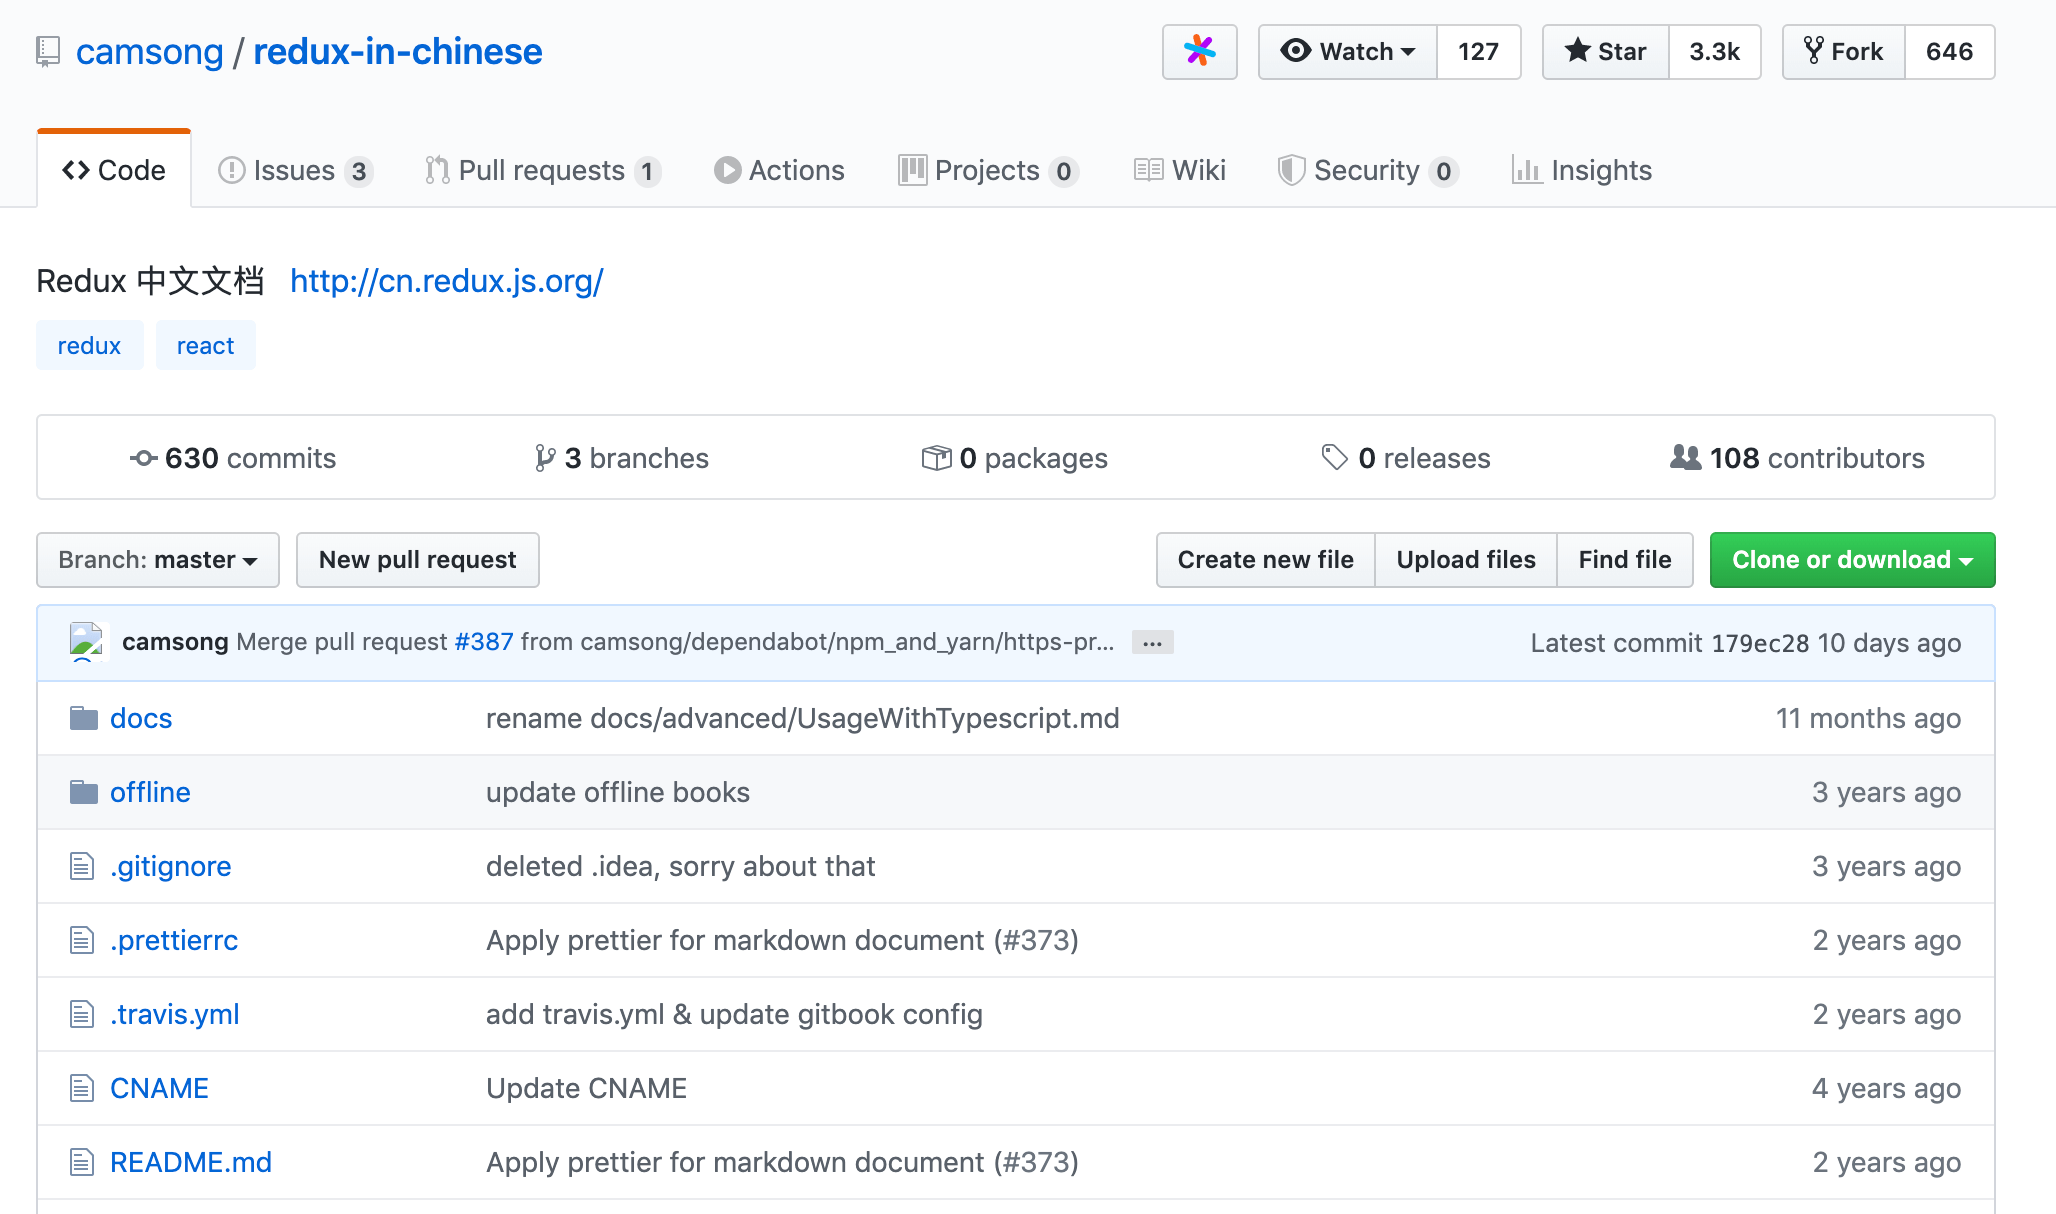 camsong / redux-in-chinese
Watch 127 Star 3.3k Fork 646
Code Issues 3 Pull requests 1 Actions Projects 0 Wiki Security 0 Insights
Redux 中文文档 http://cn.redux.js.org/
redux react
630 commits 3 branches 0 packages 0 releases 108 contributors
Branch: master New pull request Create new file Upload files Find file Clone or download
camsong Merge pull request #387 from camsong/dependabot/npm_and_yarn/https-pr... … Latest commit 179ec28 10 days ago
docs rename docs/advanced/UsageWithTypescript.md 11 months ago
offline update offline books 3 years ago
.gitignore deleted .idea, sorry about that 3 years ago
.prettierrc Apply prettier for markdown document (#373) 2 years ago
.travis.yml add travis.yml & update gitbook config 2 years ago
CNAME Update CNAME 4 years ago
README.md Apply prettier for markdown document (#373) 2 years ago